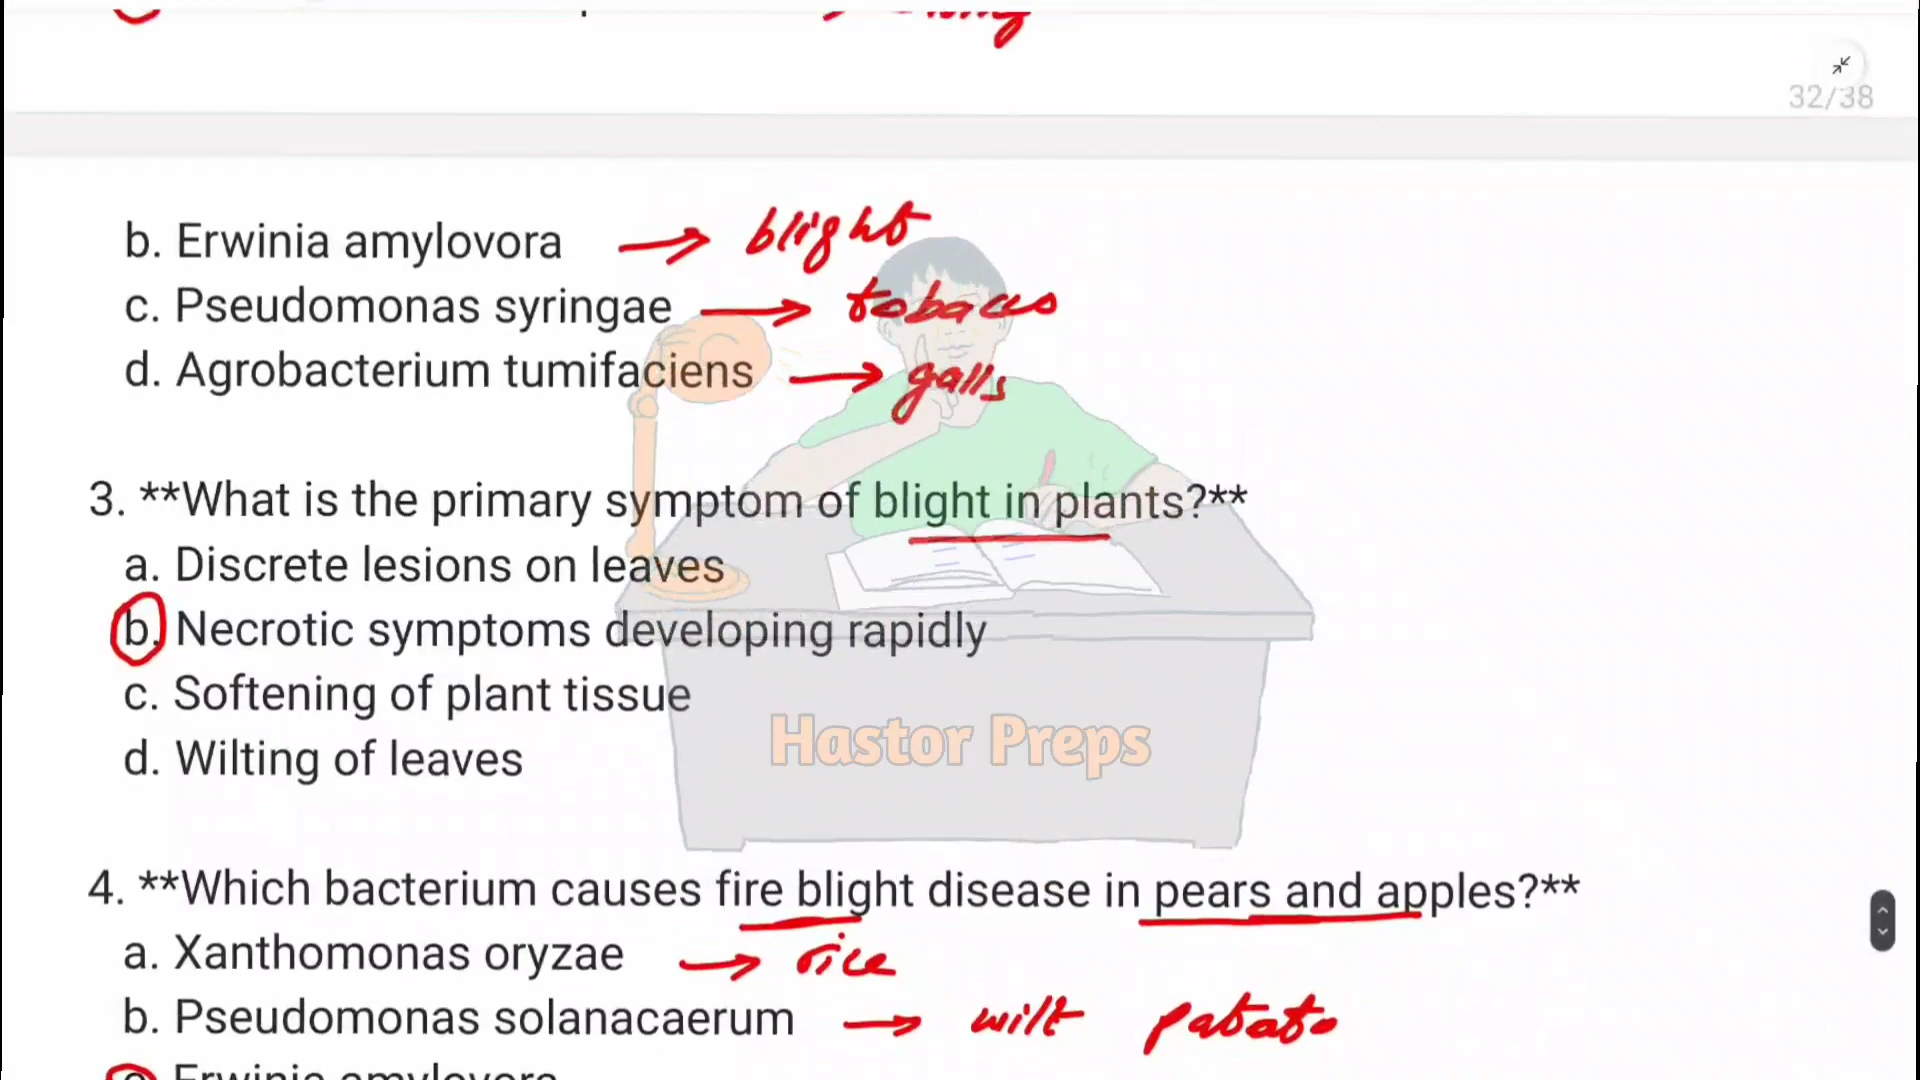 32/38
b. Erwinia amylovora → blight
c. Pseudomonas syringae → tobacco
d. Agrobacterium tumifaciens → galls
3. **What is the primary symptom of blight in plants?**
a. Discrete lesions on leaves
b. Necrotic symptoms developing rapidly
c. Softening of plant tissue
Hastor Preps
d. Wilting of leaves
4. **Which bacterium causes fire blight disease in pears and apples?**
a. Xanthomonas oryzae → rice
b. Pseudomonas solanacaerum → wilt potato
Erwinia amylovora